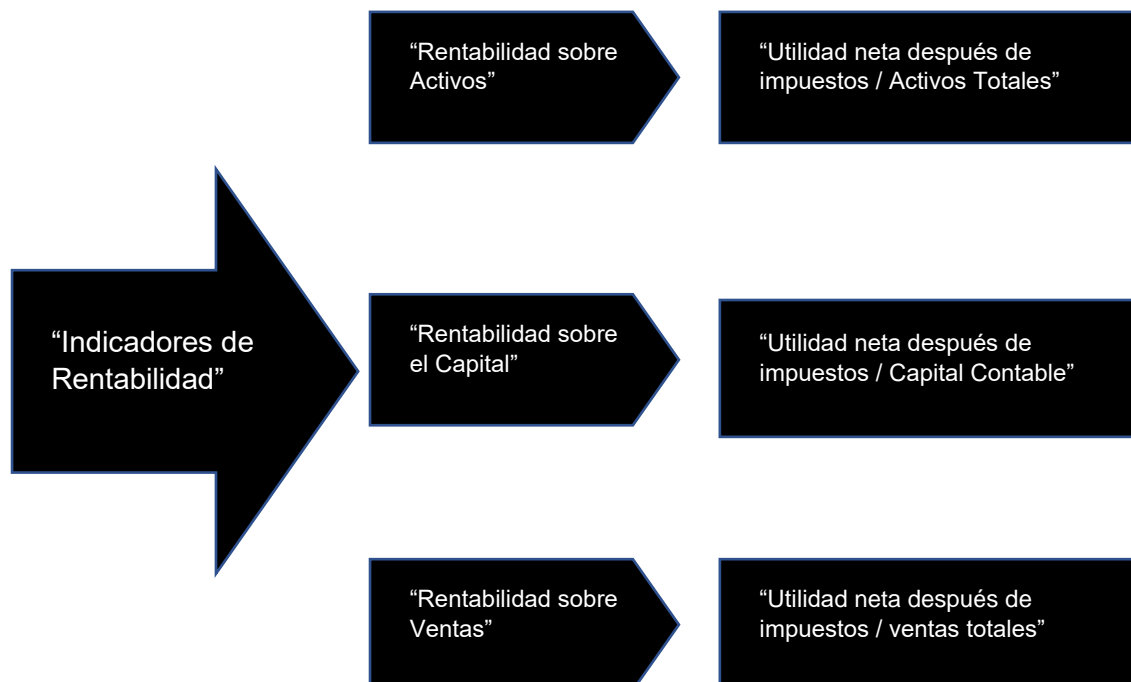 “Rentabilidad sobre
Activos”
“Utilidad neta después de
impuestos / Activos Totales”
“Indicadores de
Rentabilidad”
“Rentabilidad sobre
el Capital”
“Utilidad neta después de
impuestos / Capital Contable”
“Rentabilidad sobre
Ventas”
“Utilidad neta después de
impuestos / ventas totales”